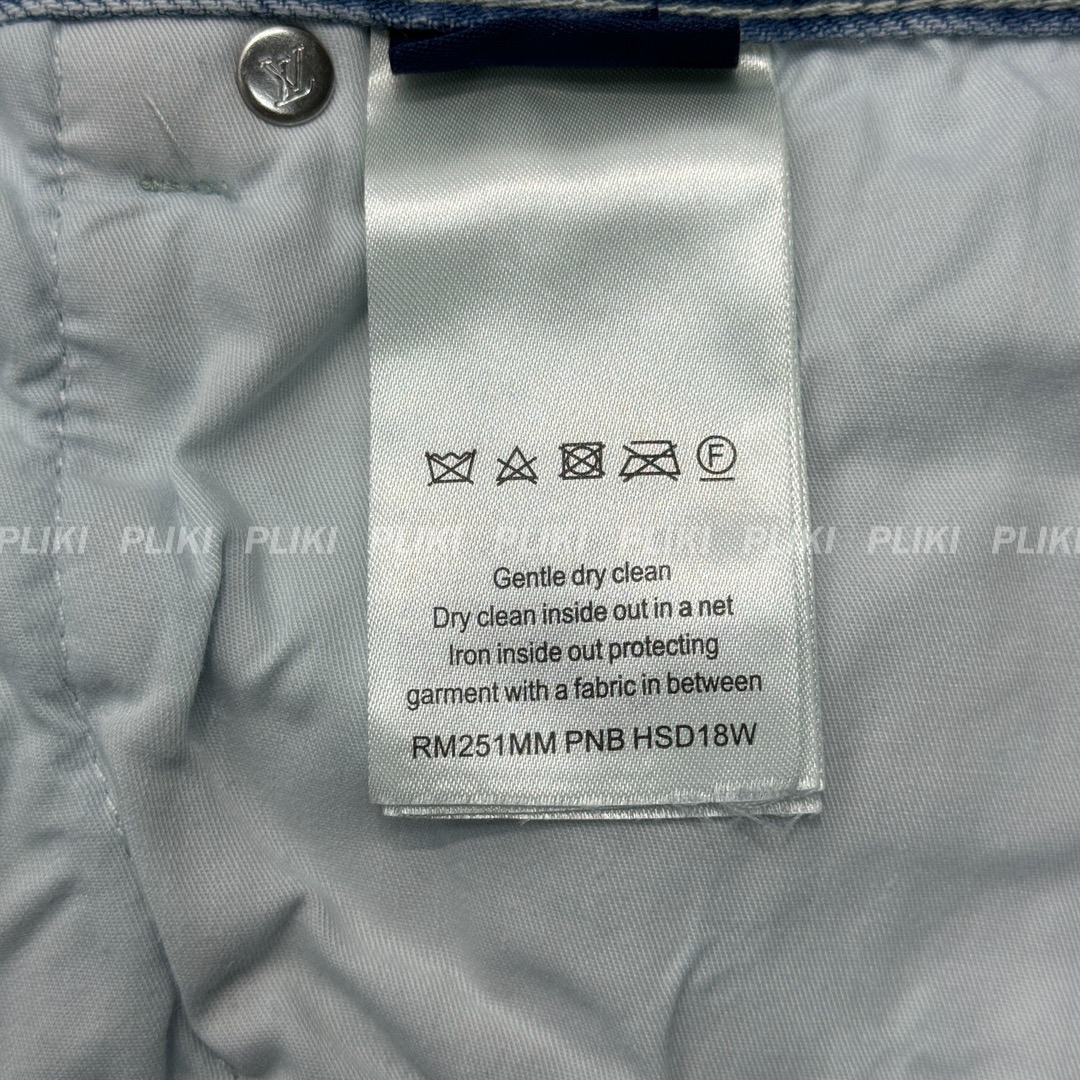 LV
F
PLIKI PLIKI PLIKI PLIKI PLIKI PLIKI PLIKI PLIKI PLIKI
Gentle dry clean
Dry clean inside out in a net
Iron inside out protecting
garment with a fabric in between
RM251MM PNB HSD18W